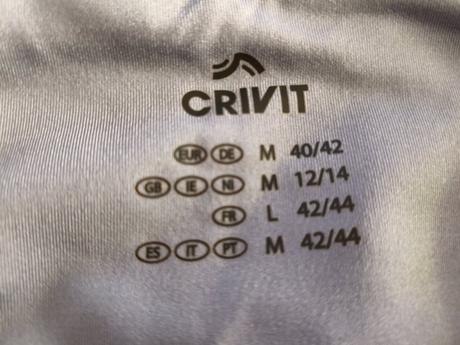 CRIVIT
EUR DE M 40/42
GB IE NI M 12/14
FR L 42/44
ES IT PT M 42/44